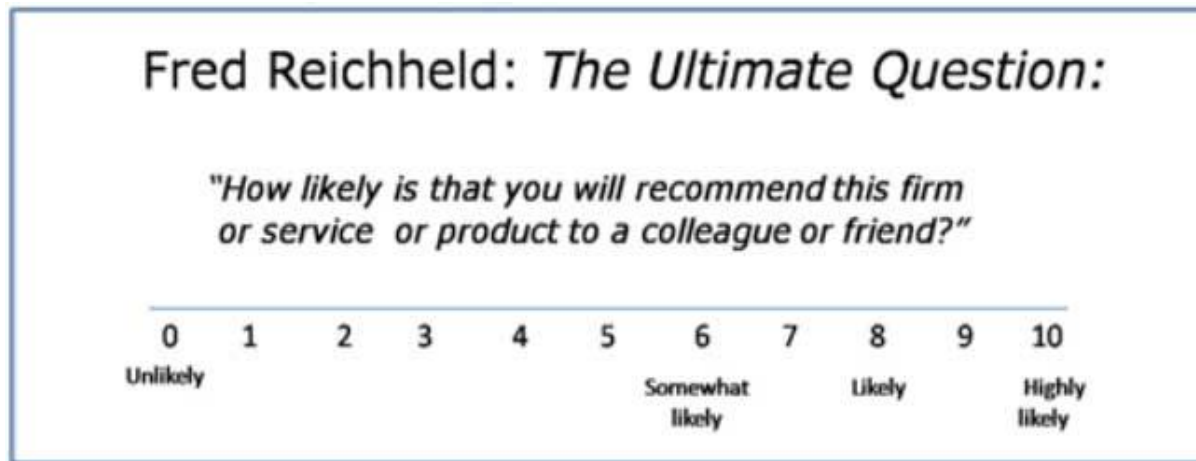 Fred Reichheld: The Ultimate Question:
"How likely is that you will recommend this firm
or service or product to a colleague or friend?"
0 1 2 3 4 5 6 7 8 9 10
Unlikely
Somewhat likely
Likely
Highly likely